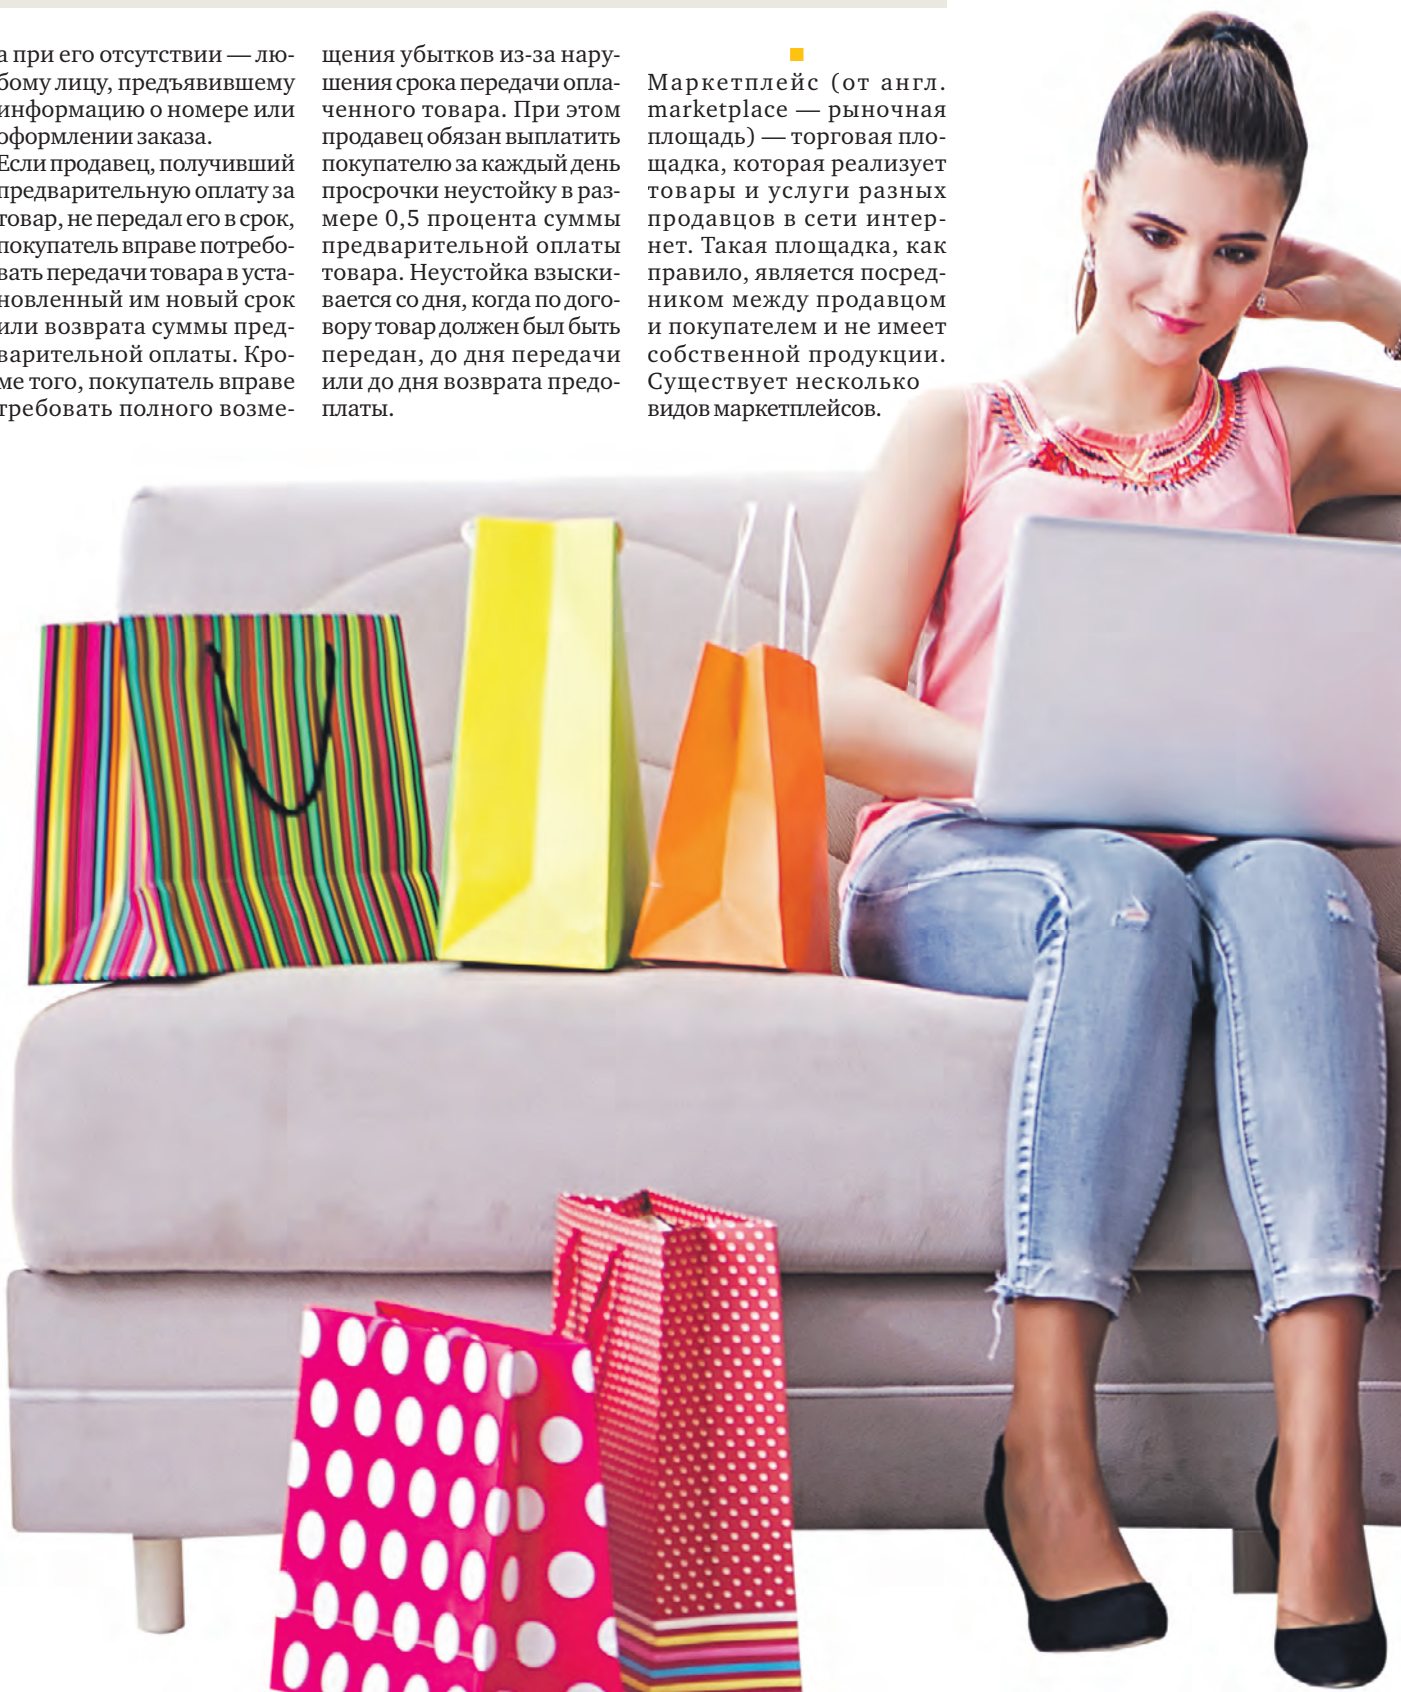 а при его отсутствии — лю-
бому лицу, предъявившему
информацию о номере или
оформлении заказа.
Если продавец, получивший
предварительную оплату за
товар, не передал его в срок,
покупатель вправе потребо-
вать передачи товара в уста-
новленный им новый срок
или возврата суммы пред-
варительной оплаты. Кро-
ме того, покупатель вправе
требовать полного возме-
щения убытков из-за нару-
шения срока передачи опла-
ченного товара. При этом
продавец обязан выплатить
покупателю за каждый день
просрочки неустойку в раз-
мере 0,5 процента суммы
предварительной оплаты
товара. Неустойка взыски-
вается со дня, когда по дого-
вору товар должен был быть
передан, до дня передачи
или до дня возврата предо-
платы.
Маркетплейс (от англ.
marketplace — рыночная
площадь) — торговая пло-
щадка, которая реализует
товары и услуги разных
продавцов в сети интер-
нет. Такая площадка, как
правило, является посред-
ником между продавцом
и покупателем и не имеет
собственной продукции.
Существует несколько
видов маркетплейсов.